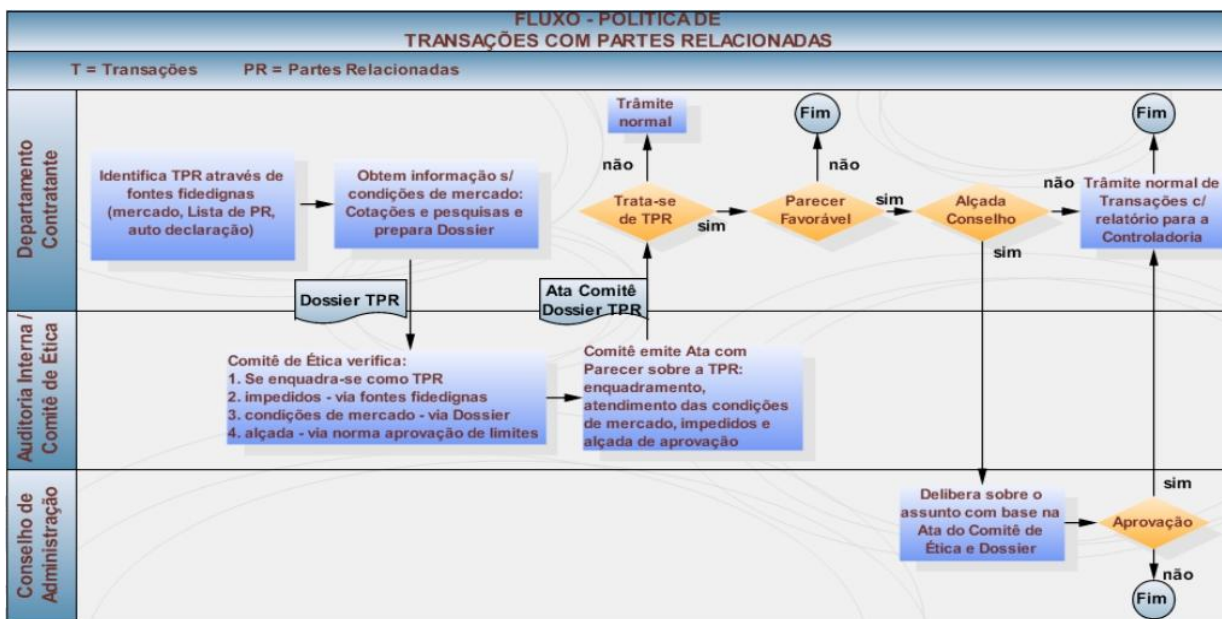 FLUXO - POLÍTICA DE
TRANSAÇÕES COM PARTES RELACIONADAS
T = Transações PR = Partes Relacionadas
Departamento
Contratante
Identifica TPR através de
fontes fidedignas
(mercado, Lista de PR,
auto declaração)
Obtem informação s/
condições de mercado:
Cotações e pesquisas e
prepara Dossier
Trâmite
normal
não
Trata-se
de TPR
sim
Fim
não
Parecer
Favorável
sim
Alçada
Conselho
não
sim
Fim
Trâmite normal de
Transações c/
relatório para a
Controladoria
Dossier TPR
Ata Comitê
Dossier TPR
Auditoria Interna /
Comitê de Ética
Comitê de Ética verifica:
1. Se enquadra-se como TPR
2. impedidos - via fontes fidedignas
3. condições de mercado - via Dossier
4. alçada - via norma aprovação de limites
Comitê emite Ata com
Parecer sobre a TPR:
enquadramento,
atendimento das condições
de mercado, impedidos e
alçada de aprovação
Conselho de
Administração
Delibera sobre o
assunto com base na
Ata do Comitê de
Ética e Dossier
sim
Aprovação
não
Fim